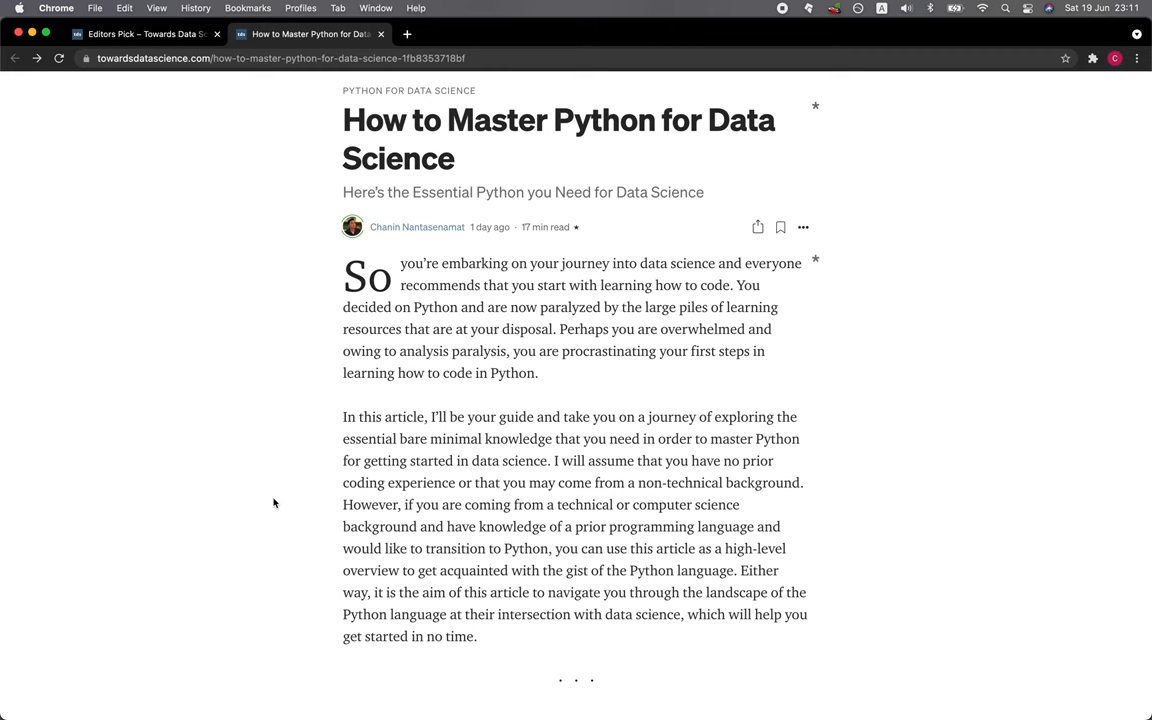 Chrome File Edit View History Bookmarks Profiles Tab Window Help A Sat 19 Jun 23:11
Editors Pick – Towards Data Sc × How to Master Python for Data × +
towardsdatascience.com/how-to-master-python-for-data-science-1fb8353718bf C
PYTHON FOR DATA SCIENCE
How to Master Python for Data *
Science
Here’s the Essential Python you Need for Data Science
Chanin Nantasenamat 1 day ago · 17 min read ★ •••
So you’re embarking on your journey into data science and everyone *
recommends that you start with learning how to code. You
decided on Python and are now paralyzed by the large piles of learning
resources that are at your disposal. Perhaps you are overwhelmed and
owing to analysis paralysis, you are procrastinating your first steps in
learning how to code in Python.
In this article, I’ll be your guide and take you on a journey of exploring the
essential bare minimal knowledge that you need in order to master Python
for getting started in data science. I will assume that you have no prior
coding experience or that you may come from a non-technical background.
However, if you are coming from a technical or computer science
background and have knowledge of a prior programming language and
would like to transition to Python, you can use this article as a high-level
overview to get acquainted with the gist of the Python language. Either
way, it is the aim of this article to navigate you through the landscape of the
Python language at their intersection with data science, which will help you
get started in no time.
. . .